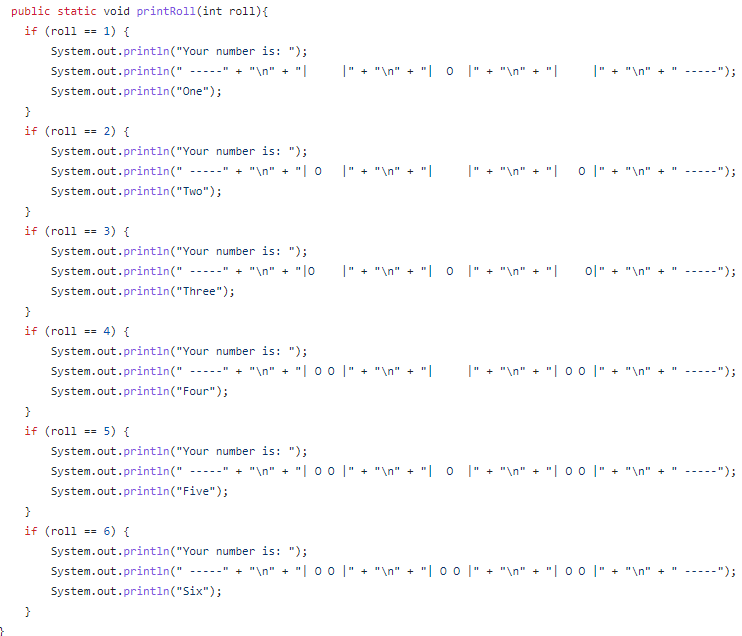 public static void printRoll(int roll){
  if (roll == 1) {
      System.out.println("Your number is: ");
      System.out.println(" -----" + "\n" + "|     |" + "\n" + "|  O  |" + "\n" + "|     |" + "\n" + " -----");
      System.out.println("One");
  }
  if (roll == 2) {
      System.out.println("Your number is: ");
      System.out.println(" -----" + "\n" + "| O   |" + "\n" + "|     |" + "\n" + "|   O |" + "\n" + " -----");
      System.out.println("Two");
  }
  if (roll == 3) {
      System.out.println("Your number is: ");
      System.out.println(" -----" + "\n" + "|O    |" + "\n" + "|  O  |" + "\n" + "|    O|" + "\n" + " -----");
      System.out.println("Three");
  }
  if (roll == 4) {
      System.out.println("Your number is: ");
      System.out.println(" -----" + "\n" + "| O O |" + "\n" + "|     |" + "\n" + "| O O |" + "\n" + " -----");
      System.out.println("Four");
  }
  if (roll == 5) {
      System.out.println("Your number is: ");
      System.out.println(" -----" + "\n" + "| O O |" + "\n" + "|  O  |" + "\n" + "| O O |" + "\n" + " -----");
      System.out.println("Five");
  }
  if (roll == 6) {
      System.out.println("Your number is: ");
      System.out.println(" -----" + "\n" + "| O O |" + "\n" + "| O O |" + "\n" + "| O O |" + "\n" + " -----");
      System.out.println("Six");
  }
}